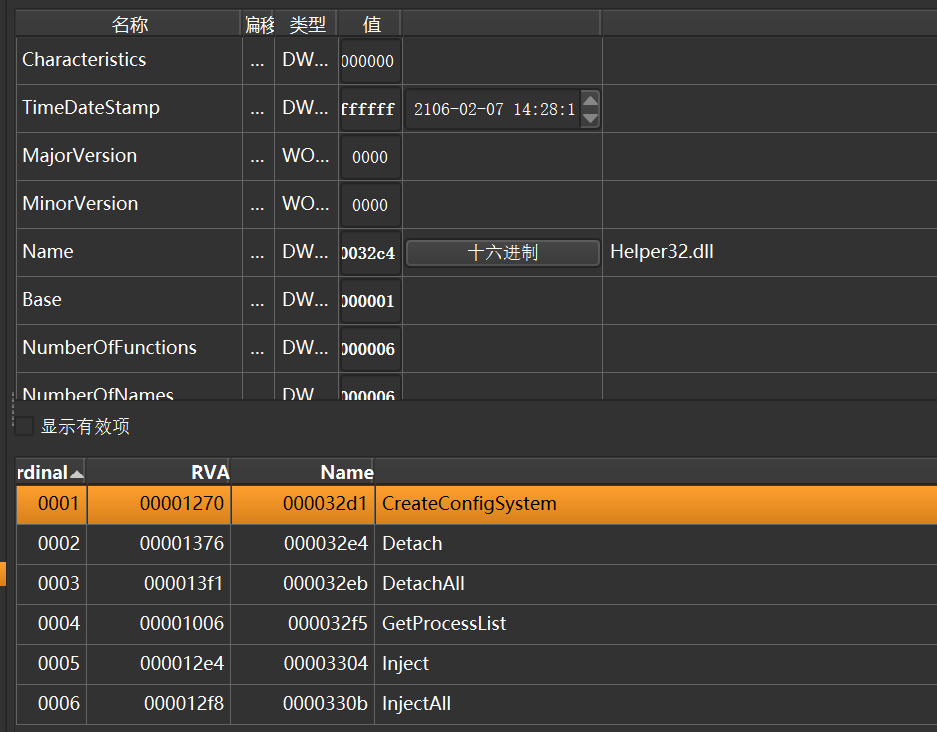 名称 偏移 类型 值
Characteristics ... DW... 000000
TimeDateStamp ... DW... ffffff 2106-02-07 14:28:1
MajorVersion ... WO... 0000
MinorVersion ... WO... 0000
Name ... DW... 0032c4 十六进制 Helper32.dll
Base ... DW... 000001
NumberOfFunctions ... DW... 000006
NumberOfNames ... DW... 000006
显示有效项
rdinal RVA Name
0001 00001270 000032d1 CreateConfigSystem
0002 00001376 000032e4 Detach
0003 000013f1 000032eb DetachAll
0004 00001006 000032f5 GetProcessList
0005 000012e4 00003304 Inject
0006 000012f8 0000330b InjectAll